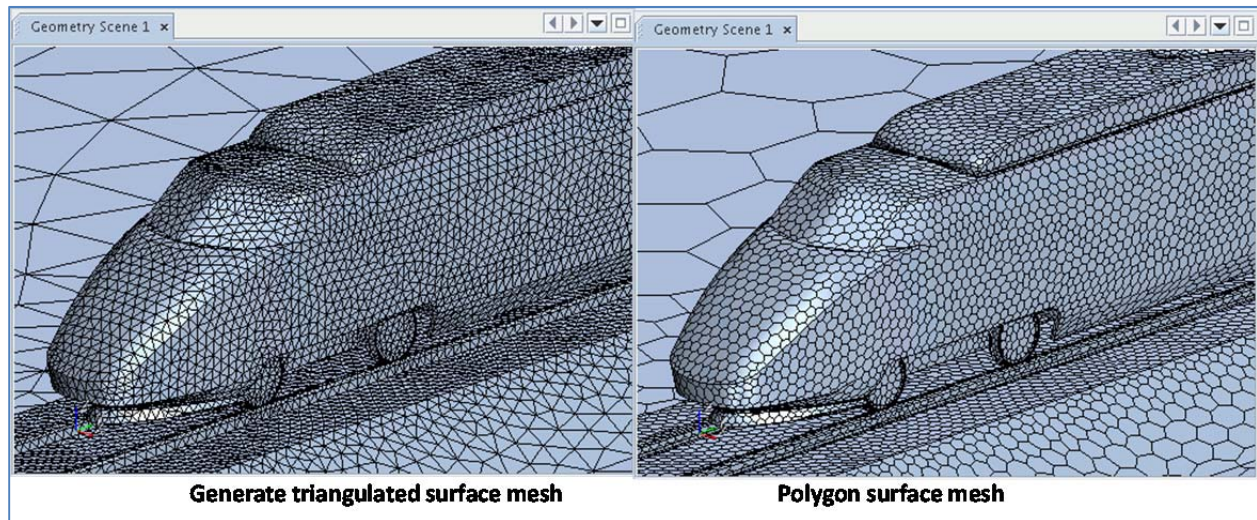 Geometry Scene 1 ×
Geometry Scene 1 ×
Generate triangulated surface mesh
Polygon surface mesh